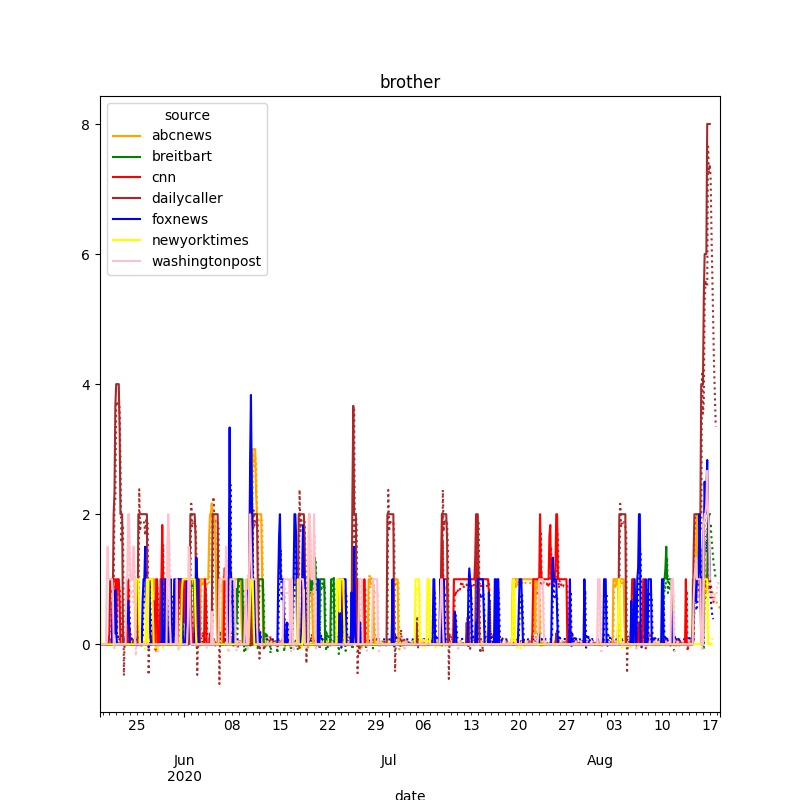 brother
source
abcnews
breitbart
cnn
dailycaller
foxnews
newyorktimes
washingtonpost
8
6
4
2
0
25 08 15 22 29 06 13 20 27 03 10 17
Jun Jul Aug
2020
date